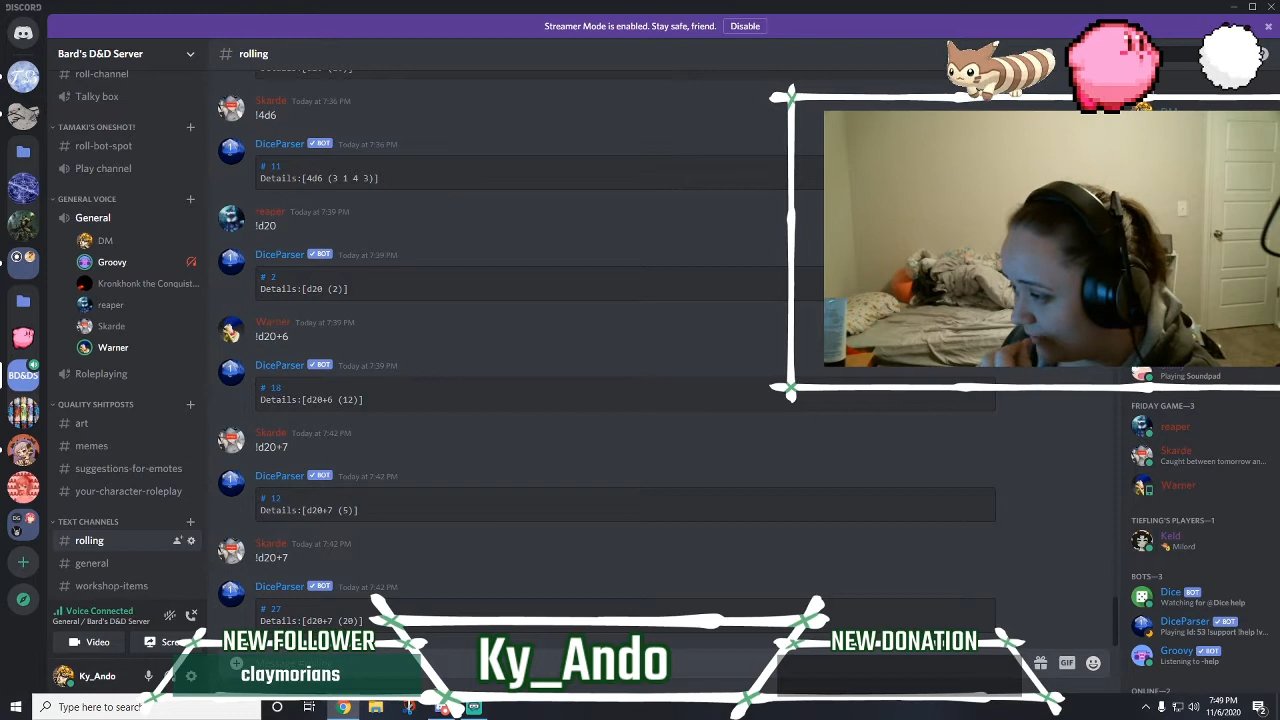 DISCORD
Streamer Mode is enabled. Stay safe, friend.
Disable
Bard's D&D Server
# rolling
# roll-channel
Talky box
TAMAKI'S ONESHOT!
# roll-bot-spot
Play channel
GENERAL VOICE
General
DM
Groovy
Kronkhonk the Conquist...
reaper
Skarde
Warner
Roleplaying
QUALITY SHITPOSTS
# art
# memes
# suggestions-for-emotes
# your-character-roleplay
TEXT CHANNELS
# rolling
# general
# workshop-items
Voice Connected
General / Bard's D&D Server
Video
Scre
Ky_Ando
BD&DS
Skarde Today at 7:36 PM
!4d6
DiceParser BOT Today at 7:36 PM
# 11
Details:[4d6 (3 1 4 3)]
reaper Today at 7:39 PM
!d20
DiceParser BOT Today at 7:39 PM
# 2
Details:[d20 (2)]
Warner Today at 7:39 PM
!d20+6
DiceParser BOT Today at 7:39 PM
# 18
Details:[d20+6 (12)]
Skarde Today at 7:42 PM
!d20+7
DiceParser BOT Today at 7:42 PM
# 12
Details:[d20+7 (5)]
Skarde Today at 7:42 PM
!d20+7
DiceParser BOT Today at 7:42 PM
# 27
Details:[d20+7 (20)]
GIF
DM
Playing Soundpad
FRIDAY GAME—3
reaper
Skarde
Caught between tomorrow an...
Warner
TIEFLING'S PLAYERS—1
Keld
Milord
BOTS—3
Dice BOT
Watching for @Dice help
DiceParser BOT
Playing Id: 53 !support !help !v...
Groovy BOT
Listening to -help
ONLINE—2
NEW FOLLOWER
claymorians
Ky_Ando
NEW DONATION
Type here to search
7:49 PM
11/6/2020
2